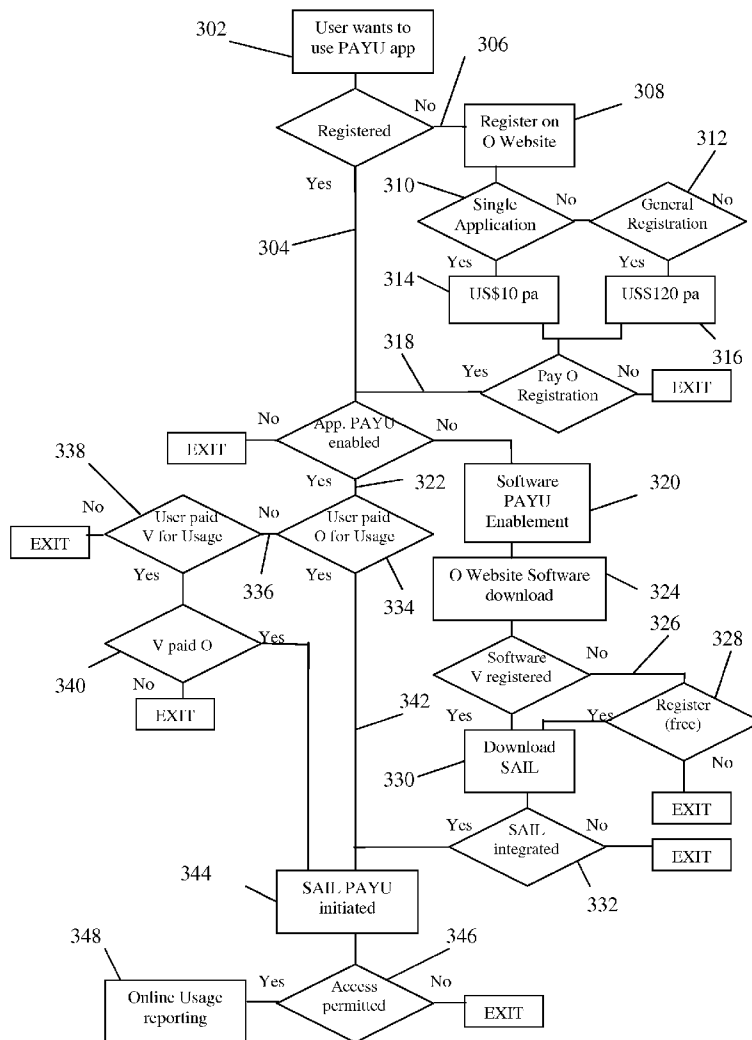 302
User wants to
use PAYU app
306
308
No
Register on
O Website
Registered
312
Yes
310
No
No
Single
Application
General
Registration
304
Yes
Yes
314
US$10 pa
US$120 pa
318
316
Yes
No
Pay O
Registration
EXIT
No
No
App. PAYU
enabled
EXIT
338
Yes
322
Software
PAYU
Enablement
320
No
User paid
V for Usage
No
User paid
O for Usage
EXIT
Yes
336
Yes
334
O Website Software
download
324
326
328
V paid O
Yes
Software
V registered
No
340
No
Register
(free)
EXIT
342
Yes
Yes
Download
SAIL
330
No
EXIT
Yes
SAIL
integrated
No
EXIT
344
SAIL PAYU
initiated
332
348
346
Yes
No
Online Usage
reporting
Access
permitted
EXIT